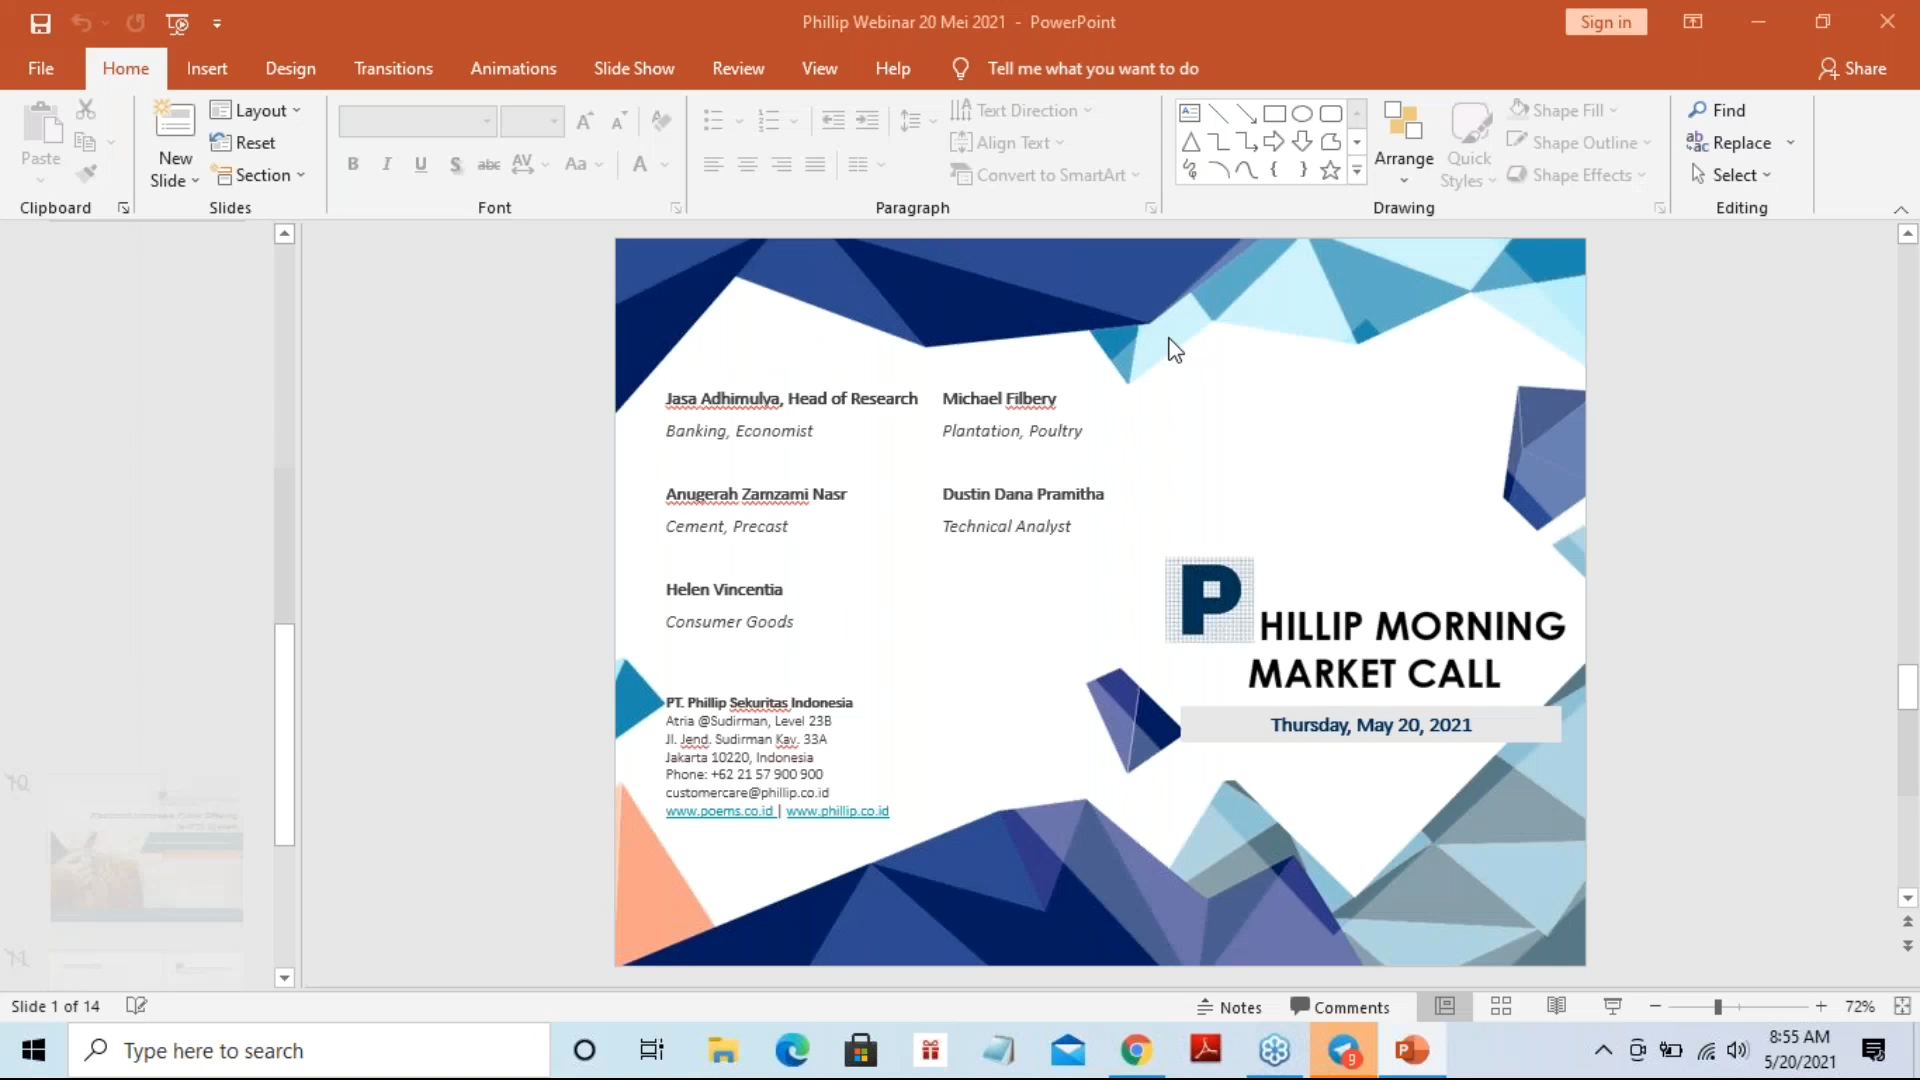 Phillip Webinar 20 Mei 2021 - PowerPoint
Sign in
File Home Insert Design Transitions Animations Slide Show Review View Help Tell me what you want to do Share
Paste
New Slide
Layout
Reset
Section
B I U S abc AV Aa A
Text Direction
Align Text
Convert to SmartArt
Arrange
Quick Styles
Shape Fill
Shape Outline
Shape Effects
Find
Replace
Select
Clipboard Slides Font Paragraph Drawing Editing
Jasa Adhimulya, Head of Research
Banking, Economist
Anugerah Zamzami Nasr
Cement, Precast
Helen Vincentia
Consumer Goods
Michael Filbery
Plantation, Poultry
Dustin Dana Pramitha
Technical Analyst
PT. Phillip Sekuritas Indonesia
Atria @Sudirman, Level 23B
Jl. Jend. Sudirman Kav. 33A
Jakarta 10220, Indonesia
Phone: +62 21 57 900 900
customercare@phillip.co.id
www.poems.co.id | www.phillip.co.id
PHILLIP MORNING
MARKET CALL
Thursday, May 20, 2021
10
11
Slide 1 of 14
Notes
Comments
72%
Type here to search
9
8:55 AM
5/20/2021